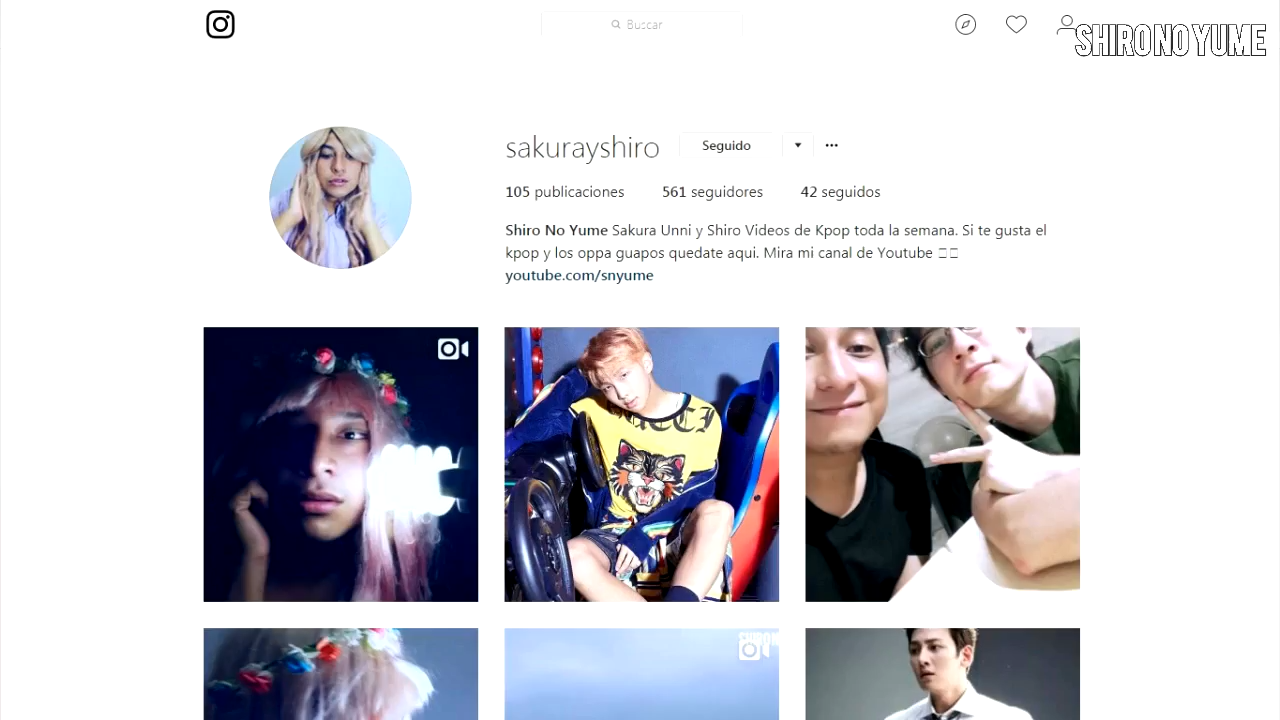 Buscar
SHIRONOYUME
sakurayshiro
Seguido
105 publicaciones
561 seguidores
42 seguidos
Shiro No Yume Sakura Unni y Shiro Videos de Kpop toda la semana. Si te gusta el
kpop y los oppa guapos quedate aqui. Mira mi canal de Youtube
youtube.com/snyume